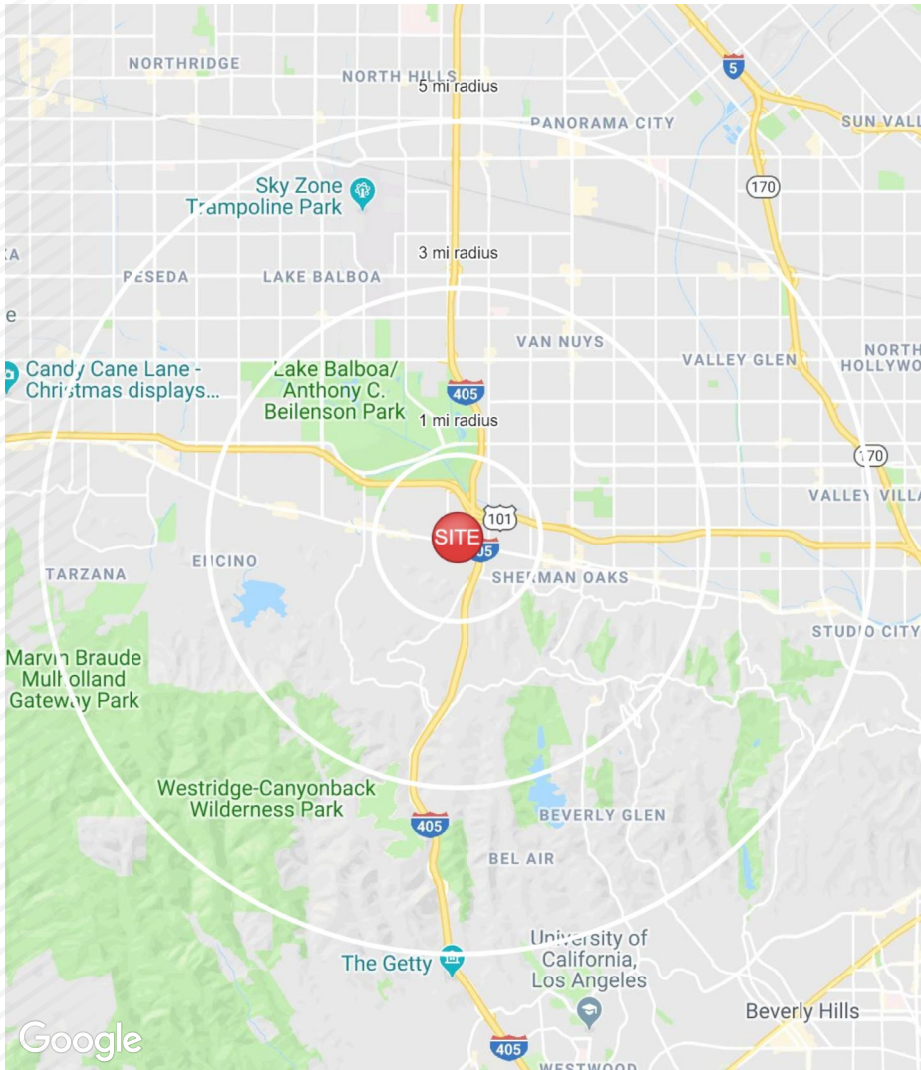 NORTHRIDGE
NORTH HILLS
5 mi radius
5
PANORAMA CITY
SUN VALL
Sky Zone
Trampoline Park
170
3 mi radius
KA
RESEDA
LAKE BALBOA
e
VAN NUYS
VALLEY GLEN
NORTH
HOLLYWO
Candy Cane Lane -
Christmas displays...
Lake Balboa/
Anthony C.
Beilenson Park
405
1 mi radius
170
VALLEY VILLA
101
SITE
05
ENCINO
TARZANA
SHERMAN OAKS
STUDIO CITY
Marvin Braude
Mulholland
Gateway Park
Westridge-Canyonback
Wilderness Park
405
BEVERLY GLEN
BEL AIR
The Getty
University of
California,
Los Angeles
Beverly Hills
Google
405
WESTWOOD